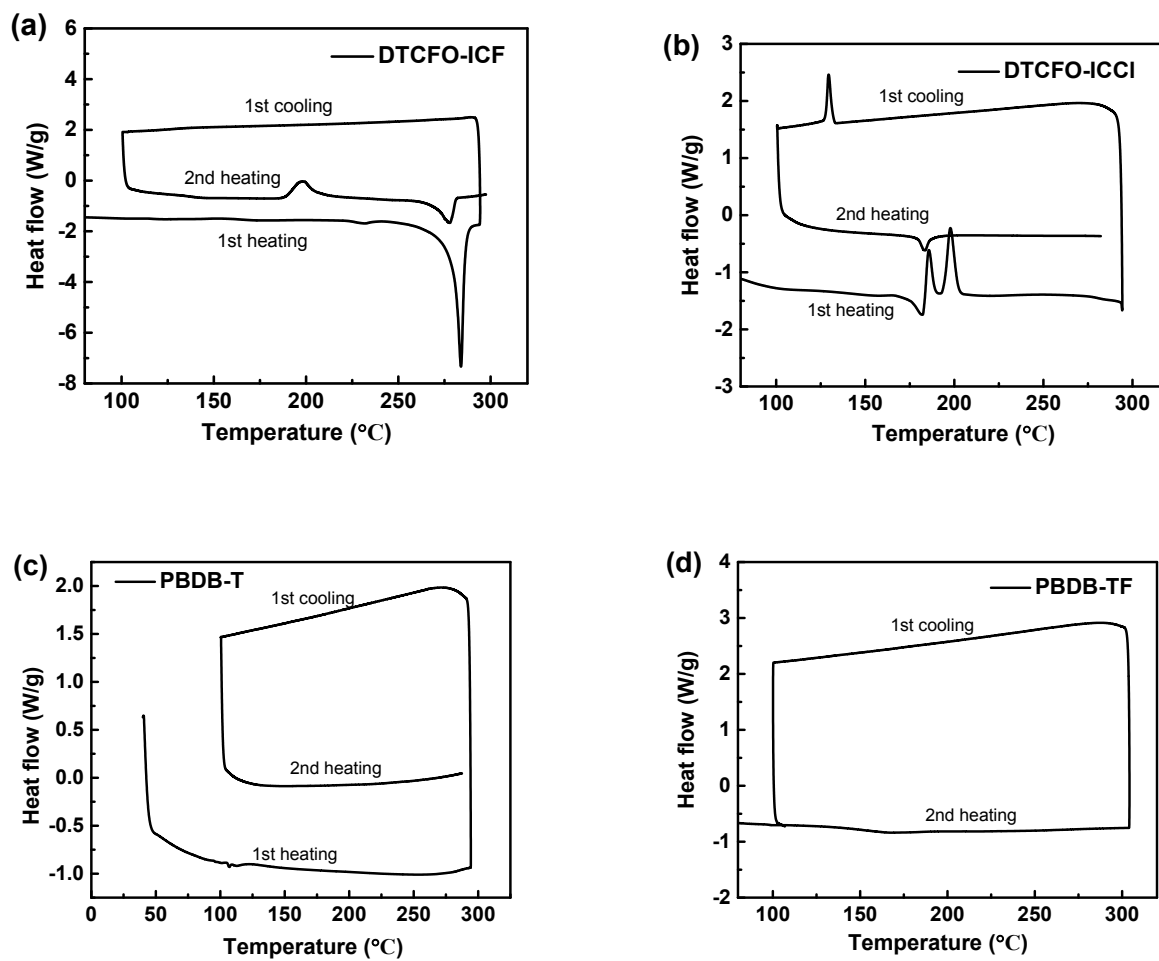 (a)
DTCFO-ICF
1st cooling
2nd heating
1st heating
6
4
2
0
-2
-4
-6
-8
100 150 200 250 300
Heat flow (W/g)
Temperature (°C)
(b)
DTCFO-ICCl
1st cooling
2nd heating
1st heating
3
2
1
0
-1
-2
-3
100 150 200 250 300
Heat flow (W/g)
Temperature (°C)
(c)
PBDB-T
1st cooling
2nd heating
1st heating
2.0
1.5
1.0
0.5
0.0
-0.5
-1.0
0 50 100 150 200 250 300
Heat flow (W/g)
Temperature (°C)
(d)
PBDB-TF
1st cooling
2nd heating
4
3
2
1
0
-1
-2
100 150 200 250 300
Heat flow (W/g)
Temperature (°C)